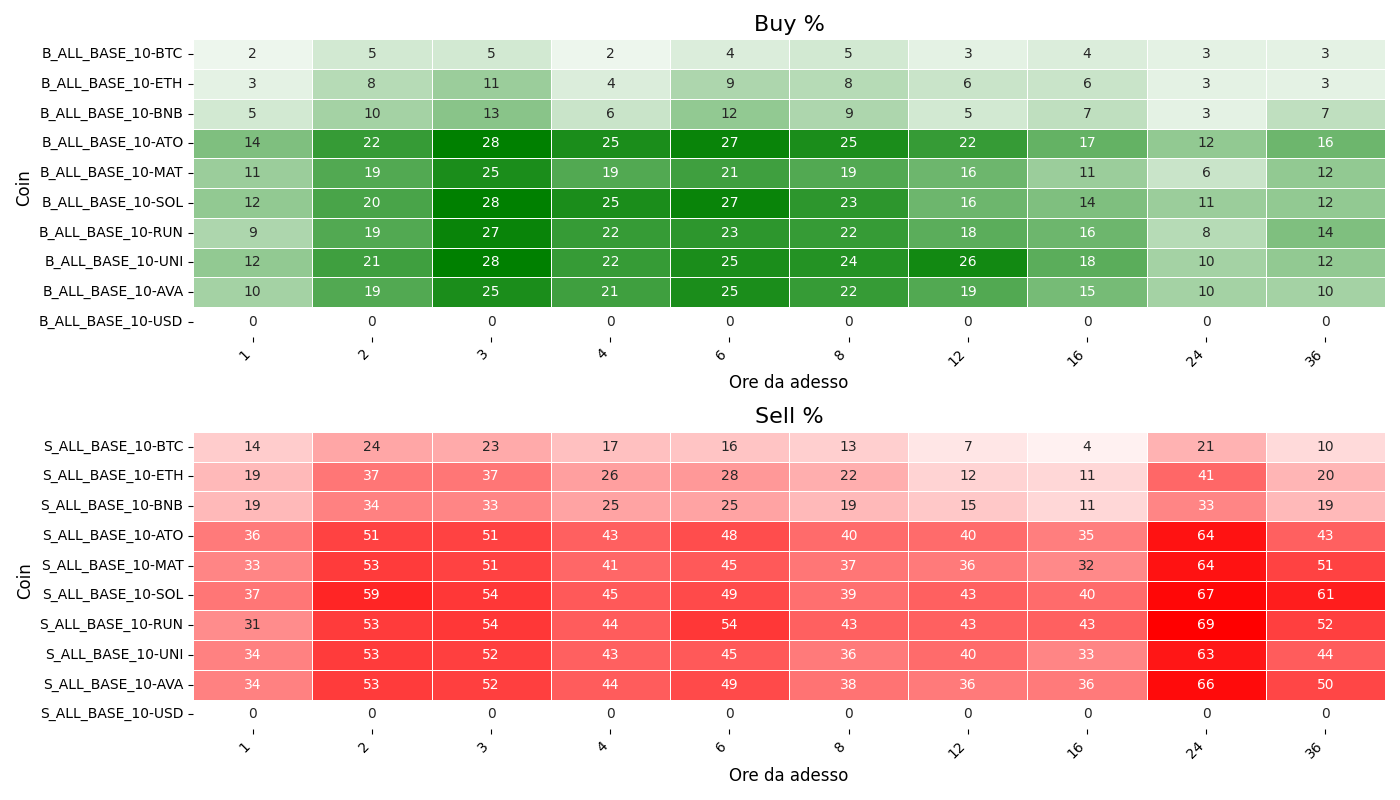 Buy %
Coin
B_ALL_BASE_10-BTC 2 5 5 2 4 5 3 4 3 3
B_ALL_BASE_10-ETH 3 8 11 4 9 8 6 6 3 3
B_ALL_BASE_10-BNB 5 10 13 6 12 9 5 7 3 7
B_ALL_BASE_10-ATO 14 22 28 25 27 25 22 17 12 16
B_ALL_BASE_10-MAT 11 19 25 19 21 19 16 11 6 12
B_ALL_BASE_10-SOL 12 20 28 25 27 23 16 14 11 12
B_ALL_BASE_10-RUN 9 19 27 22 23 22 18 16 8 14
B_ALL_BASE_10-UNI 12 21 28 22 25 24 26 18 10 12
B_ALL_BASE_10-AVA 10 19 25 21 25 22 19 15 10 10
B_ALL_BASE_10-USD 0 0 0 0 0 0 0 0 0 0
1 2 3 4 6 8 12 16 24 36
Ore da adesso
Sell %
Coin
S_ALL_BASE_10-BTC 14 24 23 17 16 13 7 4 21 10
S_ALL_BASE_10-ETH 19 37 37 26 28 22 12 11 41 20
S_ALL_BASE_10-BNB 19 34 33 25 25 19 15 11 33 19
S_ALL_BASE_10-ATO 36 51 51 43 48 40 40 35 64 43
S_ALL_BASE_10-MAT 33 53 51 41 45 37 36 32 64 51
S_ALL_BASE_10-SOL 37 59 54 45 49 39 43 40 67 61
S_ALL_BASE_10-RUN 31 53 54 44 54 43 43 43 69 52
S_ALL_BASE_10-UNI 34 53 52 43 45 36 40 33 63 44
S_ALL_BASE_10-AVA 34 53 52 44 49 38 36 36 66 50
S_ALL_BASE_10-USD 0 0 0 0 0 0 0 0 0 0
1 2 3 4 6 8 12 16 24 36
Ore da adesso